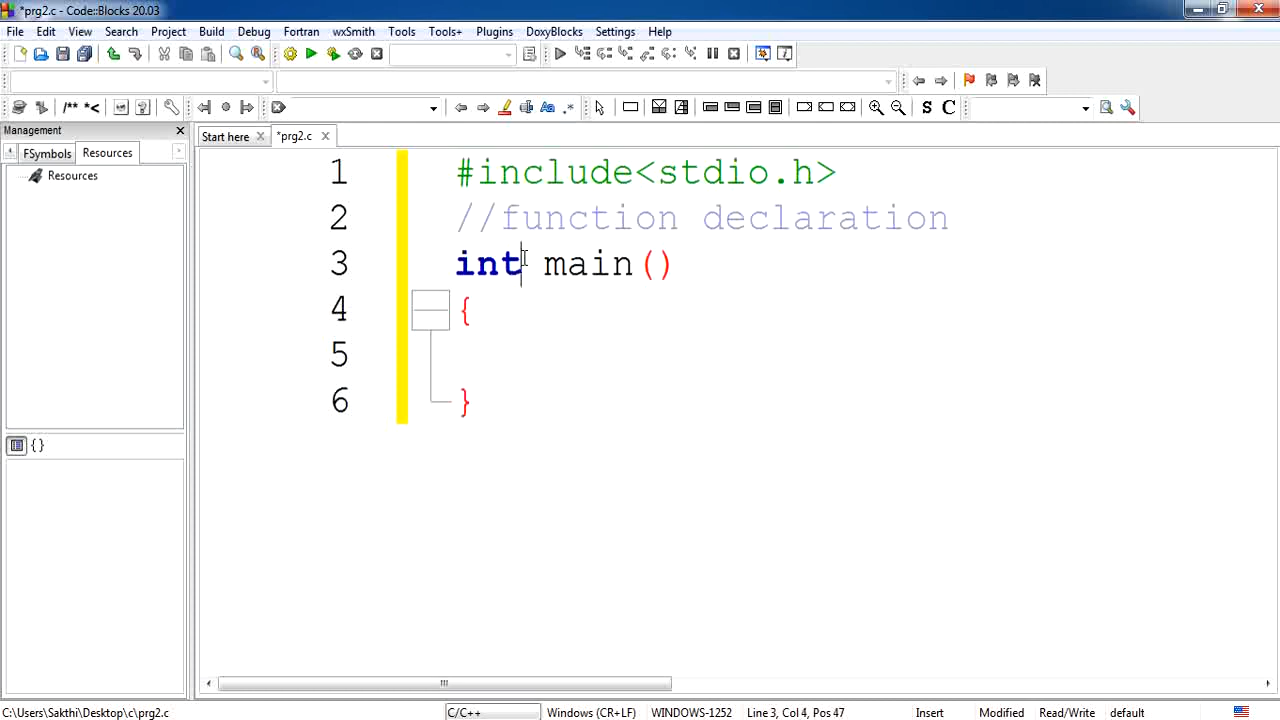 *prg2.c - Code::Blocks 20.03
File Edit View Search Project Build Debug Fortran wxSmith Tools Tools+ Plugins DoxyBlocks Settings Help
/** *< Aa .* S C
Management
Start here *prg2.c
FSymbols Resources
Resources
{}
1 #include<stdio.h>
2 //function declaration
3 int main()
4 {
5
6 }
C:\Users\Sakthi\Desktop\c\prg2.c C/C++ Windows (CR+LF) WINDOWS-1252 Line 3, Col 4, Pos 47 Insert Modified Read/Write default